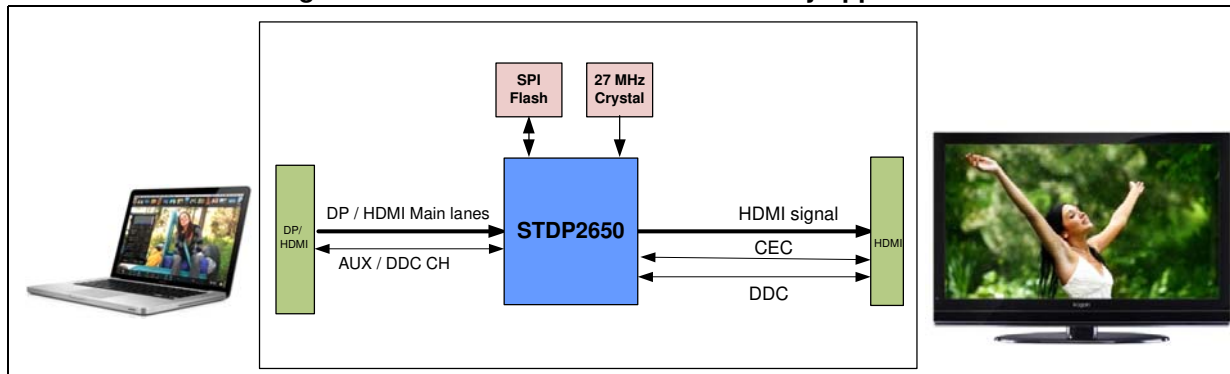 SPI
Flash
27 MHz
Crystal
DP/
HDMI
DP / HDMI Main lanes
AUX / DDC CH
STDP2650
HDMI signal
CEC
DDC
HDMI